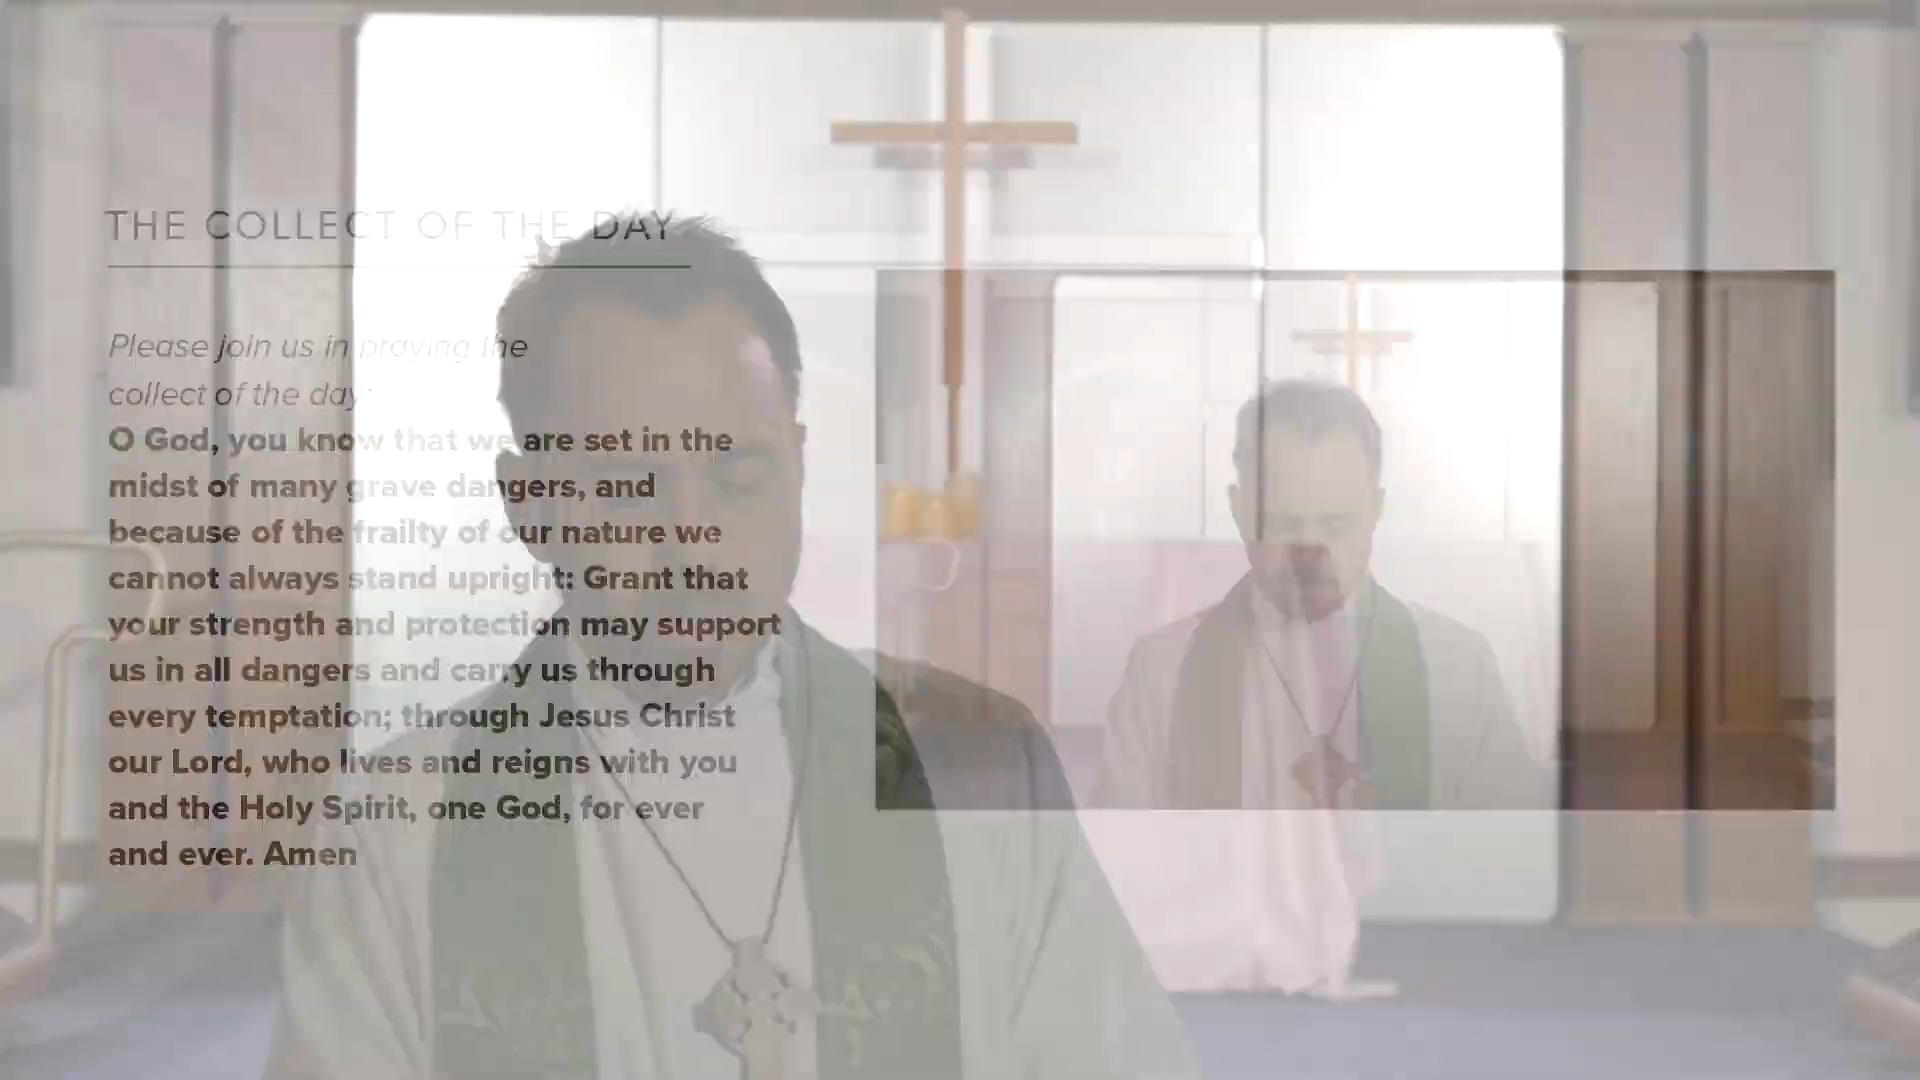 THE COLLECT OF THE DAY
Please join us in praying the
collect of the day:
O God, you know that we are set in the
midst of many grave dangers, and
because of the frailty of our nature we
cannot always stand upright: Grant that
your strength and protection may support
us in all dangers and carry us through
every temptation; through Jesus Christ
our Lord, who lives and reigns with you
and the Holy Spirit, one God, for ever
and ever. Amen